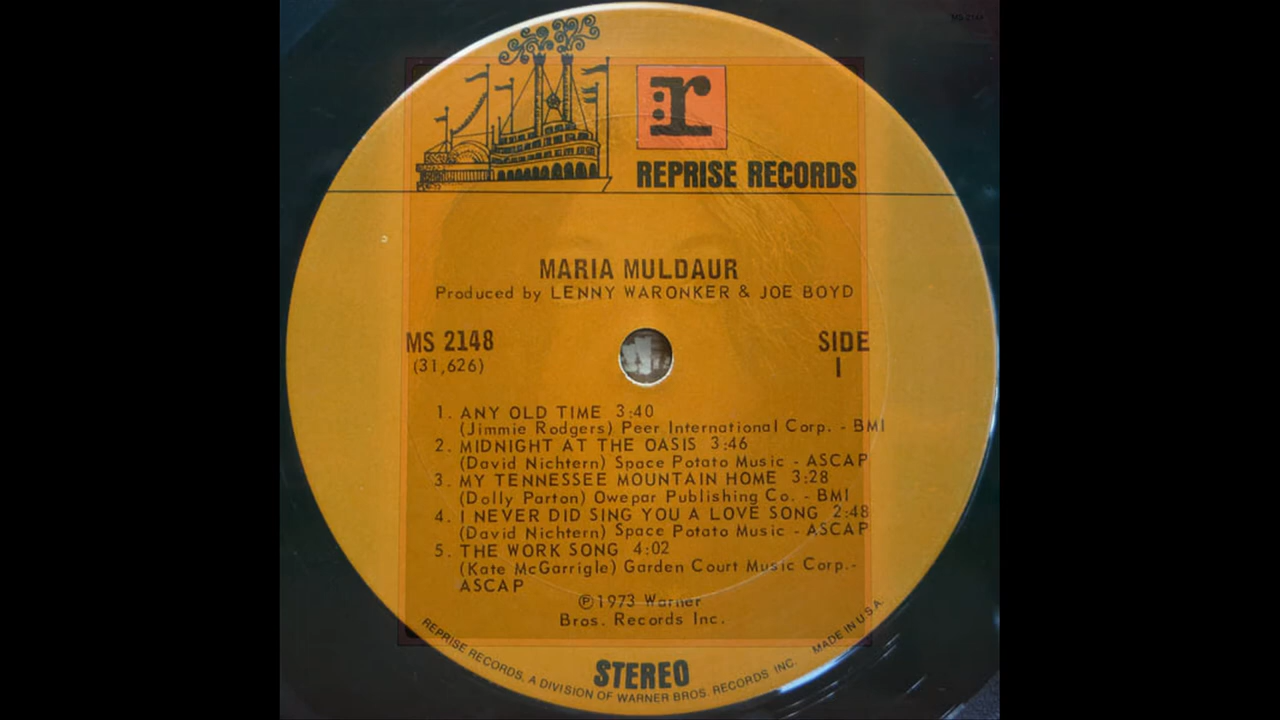 MS 2148
r
REPRISE RECORDS
MARIA MULDAUR
Produced by LENNY WARONKER & JOE BOYD
MS 2148
(31,626)
SIDE
1
1. ANY OLD TIME 3:40
(Jimmie Rodgers) Peer International Corp. - BMI
2. MIDNIGHT AT THE OASIS 3:46
(David Nichtern) Space Potato Music - ASCAP
3. MY TENNESSEE MOUNTAIN HOME 3:28
(Dolly Parton) Owepar Publishing Co. - BMI
4. I NEVER DID SING YOU A LOVE SONG 2:48
(David Nichtern) Space Potato Music - ASCAP
5. THE WORK SONG 4:02
(Kate McGarrigle) Garden Court Music Corp.-
ASCAP
℗1973 Warner
Bros. Records Inc.
STEREO
REPRISE RECORDS, A DIVISION OF WARNER BROS. RECORDS INC. MADE IN U.S.A.